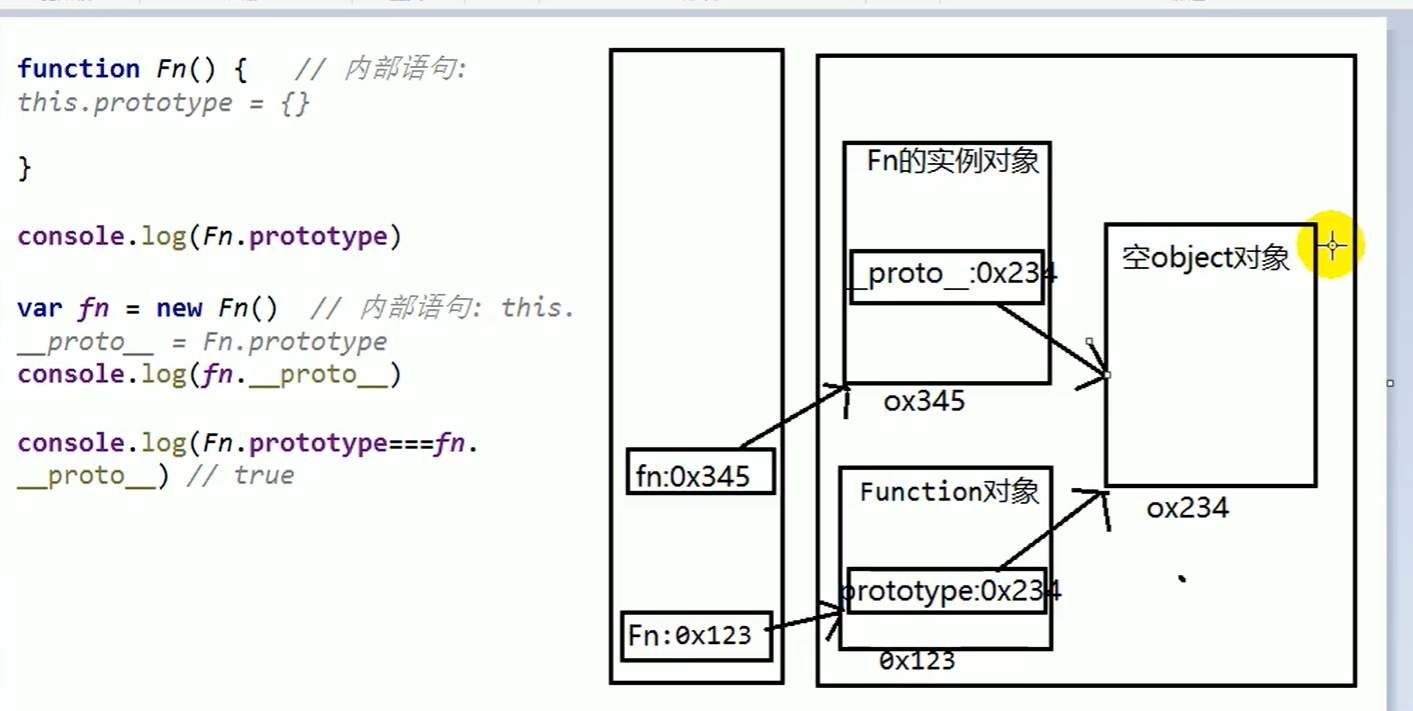 function Fn() {   // 内部语句:
this.prototype = {}
}
console.log(Fn.prototype)
var fn = new Fn()  // 内部语句: this.
__proto__ = Fn.prototype
console.log(fn.__proto__)
console.log(Fn.prototype===fn.
__proto__) // true
fn:0x345
Fn:0x123
Fn的实例对象
__proto__:0x234
ox345
Function对象
prototype:0x234
0x123
空object对象
ox234